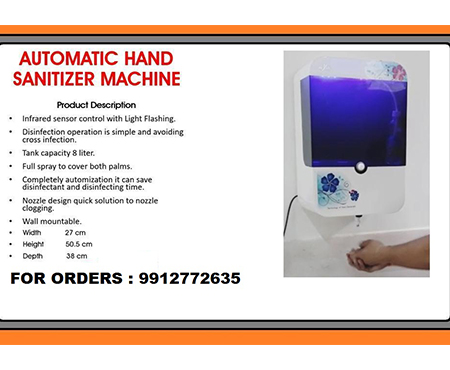 AUTOMATIC HAND
SANITIZER MACHINE
Product Description
• Infrared sensor control with Light Flashing.
• Disinfection operation is simple and avoiding
cross infection.
• Tank capacity 8 liter.
• Full spray to cover both palms.
• Completely automization it can save
disinfectant and disinfecting time.
• Nozzle design quick solution to nozzle
clogging.
• Wall mountable.
• Width 27 cm
• Height 50.5 cm
• Depth 38 cm
FOR ORDERS : 9912772635